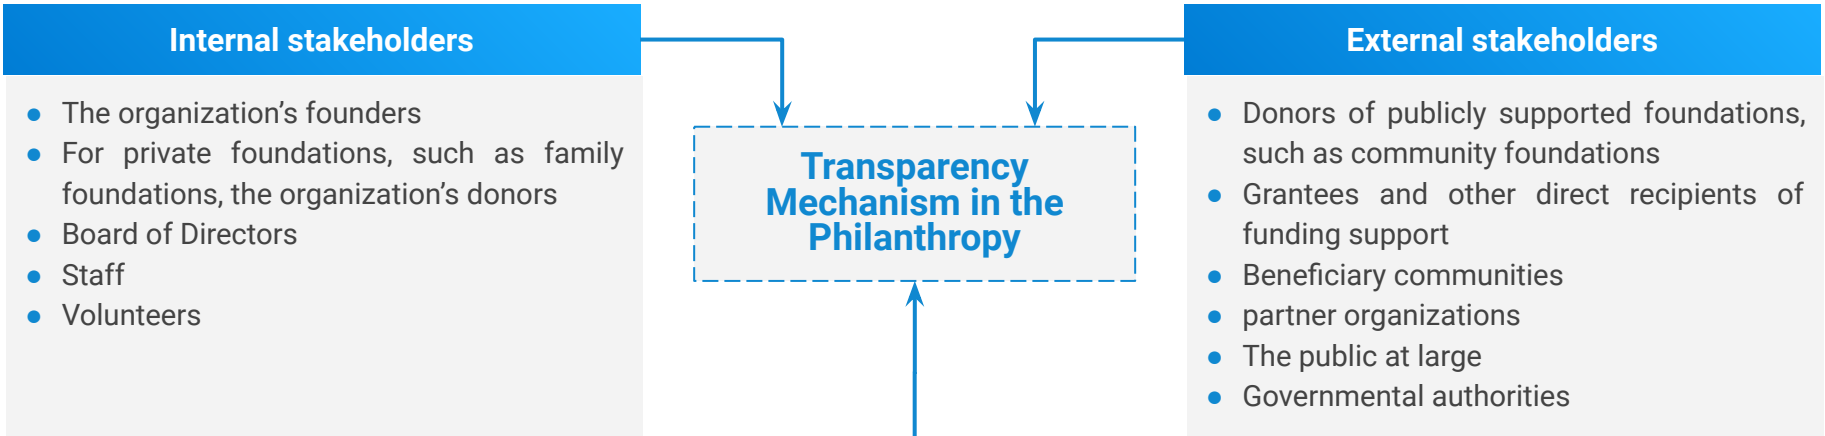 Internal stakeholders
The organization’s founders
For private foundations, such as family
foundations, the organization’s donors
Board of Directors
Staff
Volunteers
Transparency
Mechanism in the
Philanthropy
External stakeholders
Donors of publicly supported foundations,
such as community foundations
Grantees and other direct recipients of
funding support
Beneficiary communities
partner organizations
The public at large
Governmental authorities